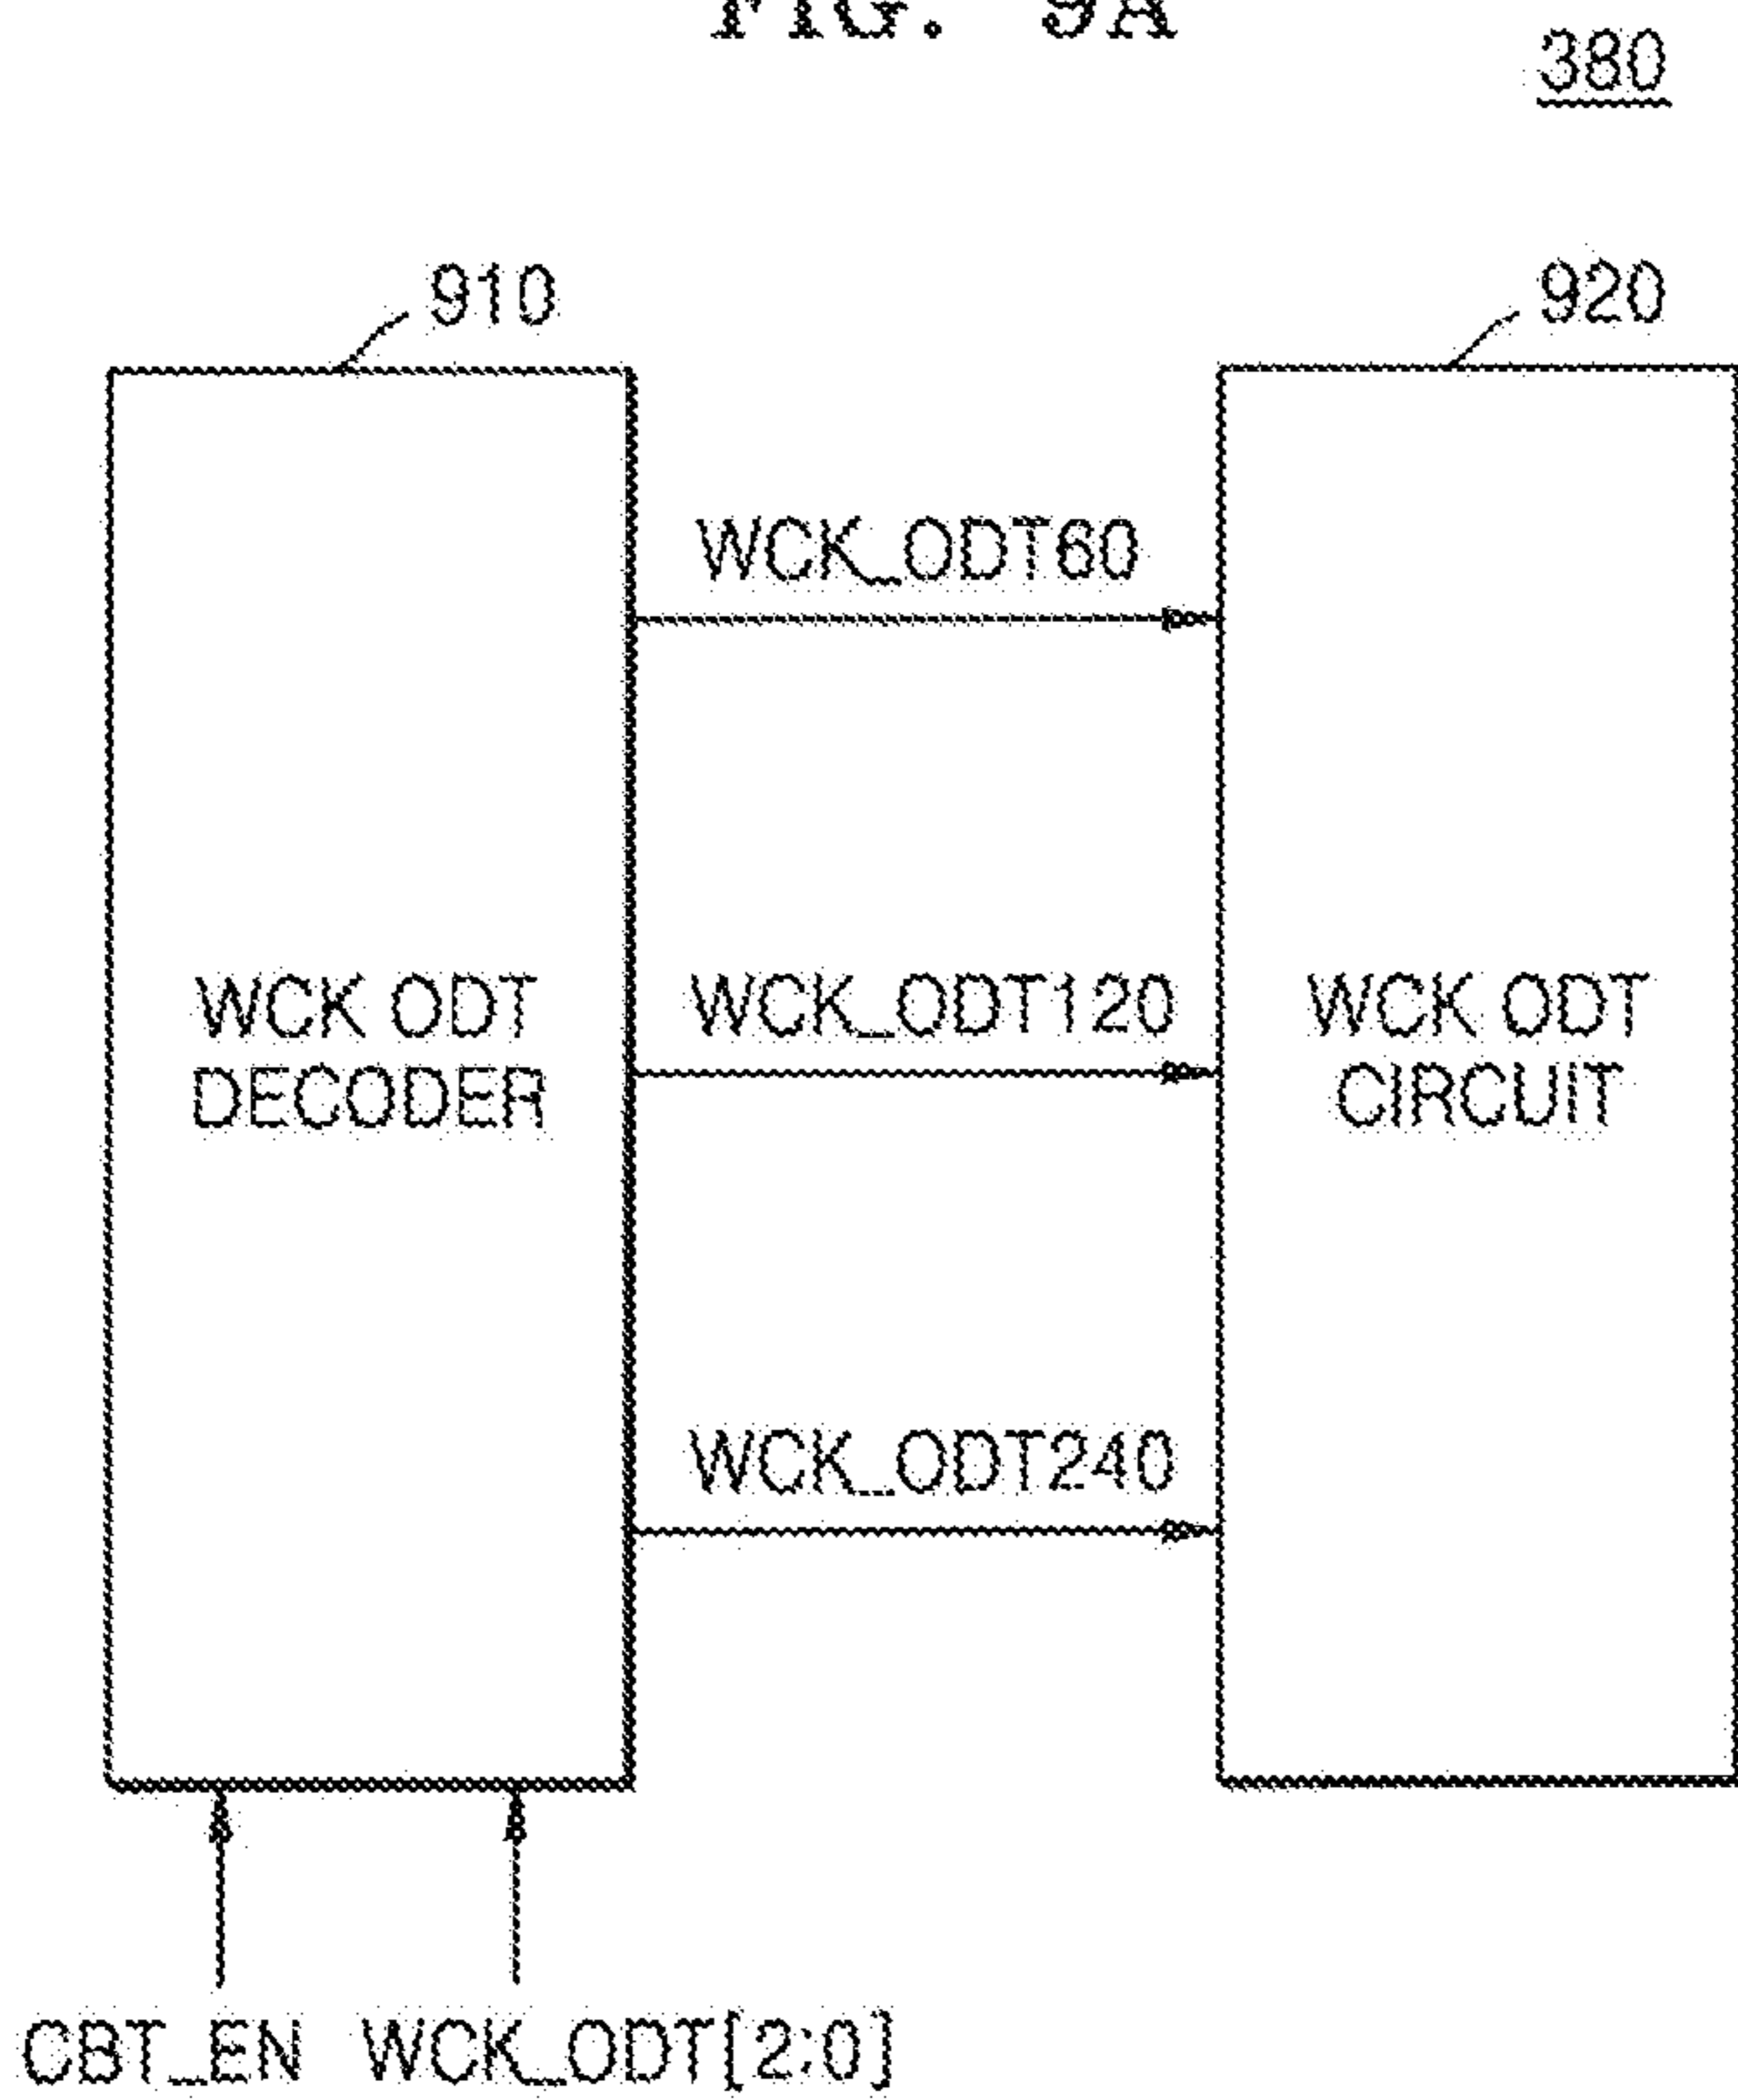 FIG. 9A
380
910
920
WCK_ODT60
WCK ODT
DECODER
WCK_ODT120
WCK ODT
CIRCUIT
WCK_ODT240
CBT_EN WCK_ODT[2:0]